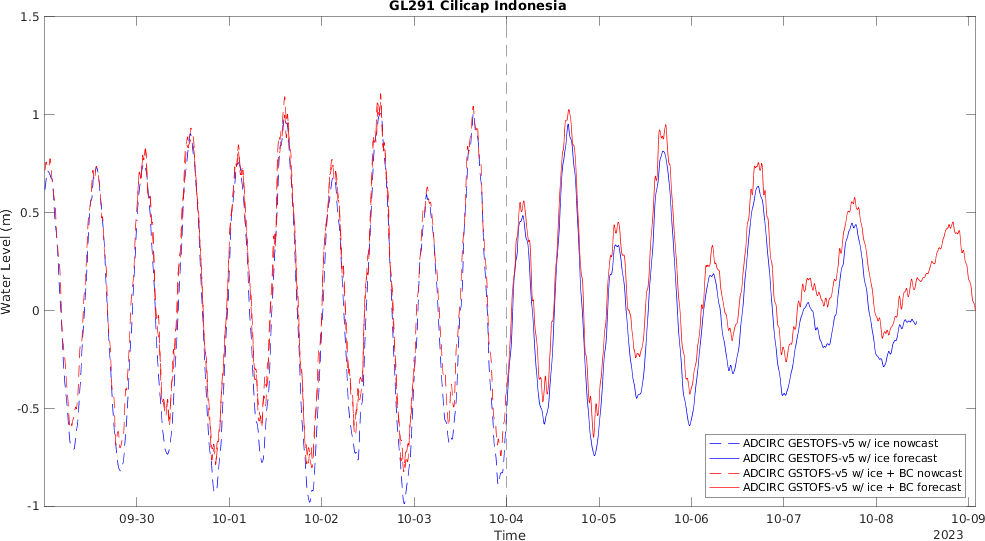 GL291 Cilicap Indonesia
1.5
1
0.5
0
-0.5
-1
Water Level (m)
ADCIRC GESTOFS-v5 w/ ice nowcast
ADCIRC GESTOFS-v5 w/ ice forecast
ADCIRC GSTOFS-v5 w/ ice + BC nowcast
ADCIRC GSTOFS-v5 w/ ice + BC forecast
09-30 10-01 10-02 10-03 10-04 10-05 10-06 10-07 10-08 10-09
Time
2023